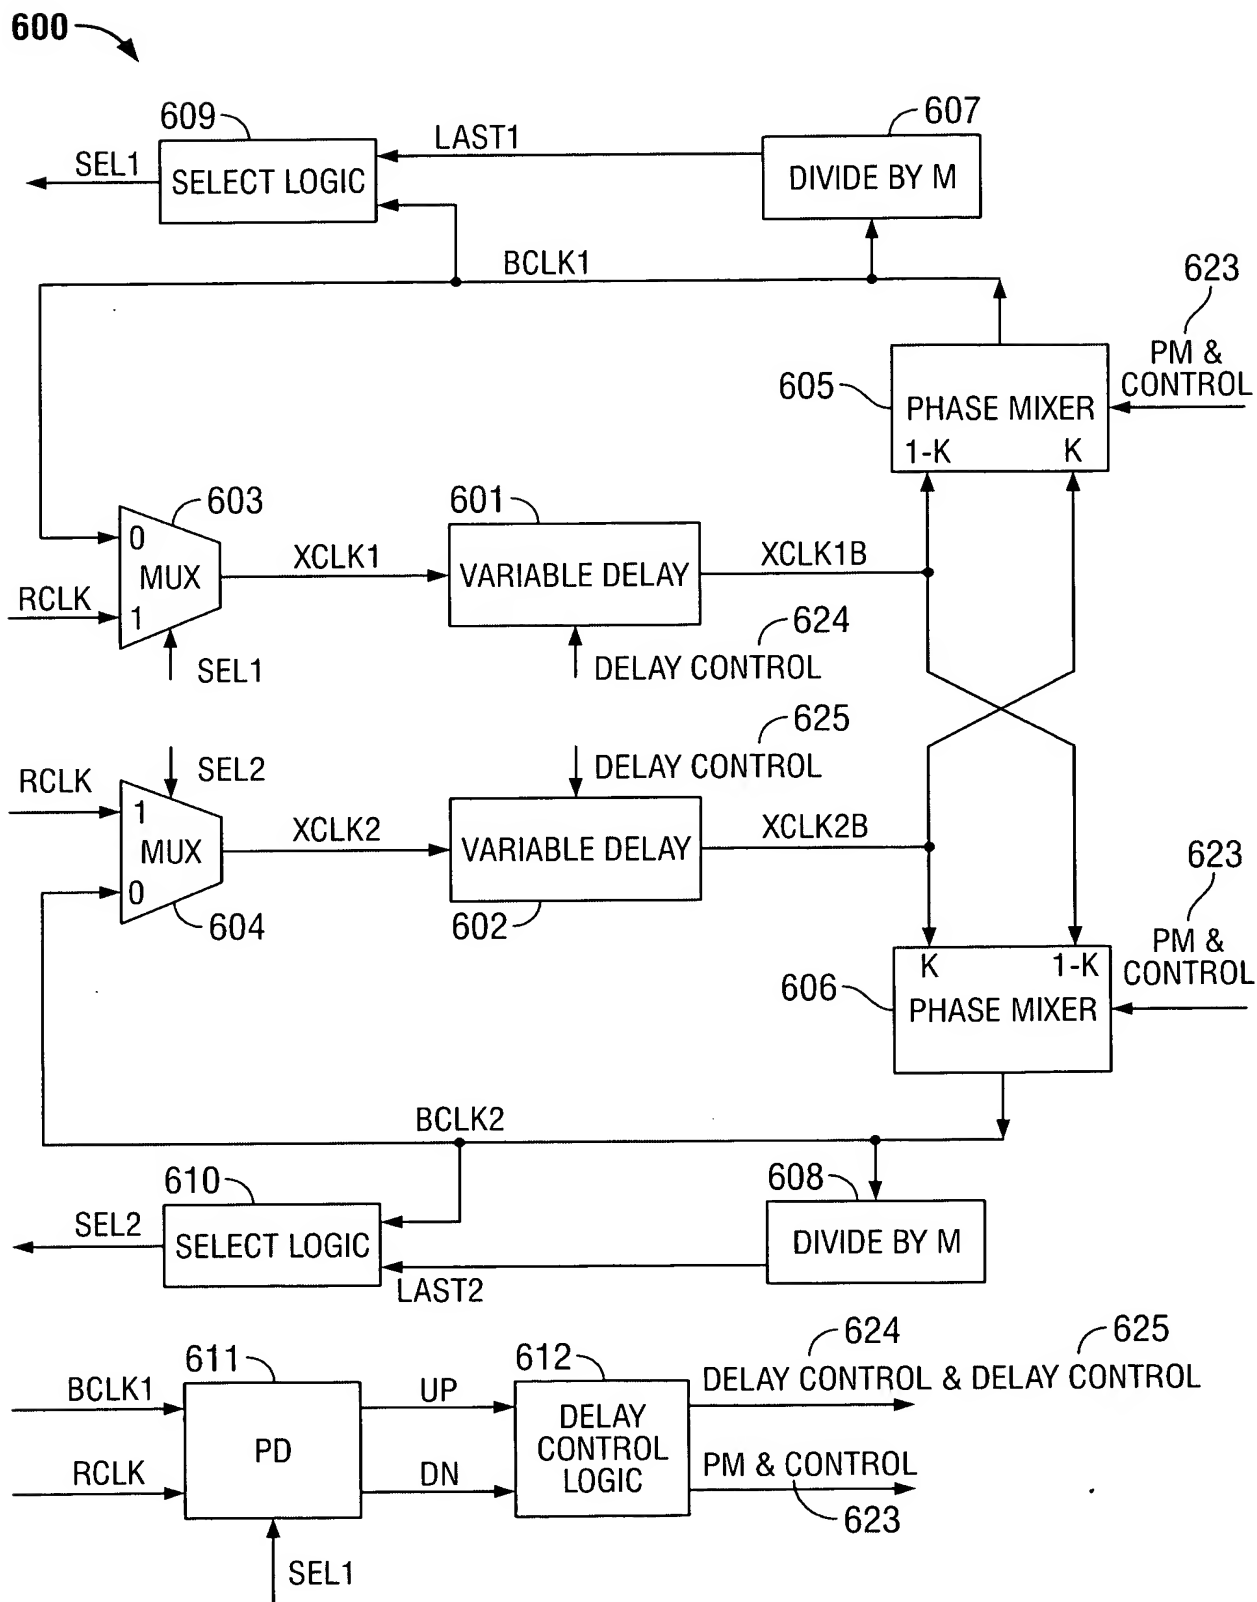 600
609
607
LAST1
SEL1
SELECT LOGIC
DIVIDE BY M
BCLK1
623
PM &
CONTROL
605
PHASE MIXER
1-K K
603
601
0
XCLK1
XCLK1B
MUX
VARIABLE DELAY
RCLK
1
624
SEL1
DELAY CONTROL
625
SEL2
DELAY CONTROL
RCLK
1
XCLK2
XCLK2B
MUX
VARIABLE DELAY
0
604
602
623
PM &
CONTROL
K 1-K
606
PHASE MIXER
BCLK2
610
608
SEL2
SELECT LOGIC
DIVIDE BY M
LAST2
624
625
611
612
DELAY CONTROL & DELAY CONTROL
BCLK1
UP
DELAY
CONTROL
LOGIC
PD
RCLK
DN
PM & CONTROL
623
SEL1